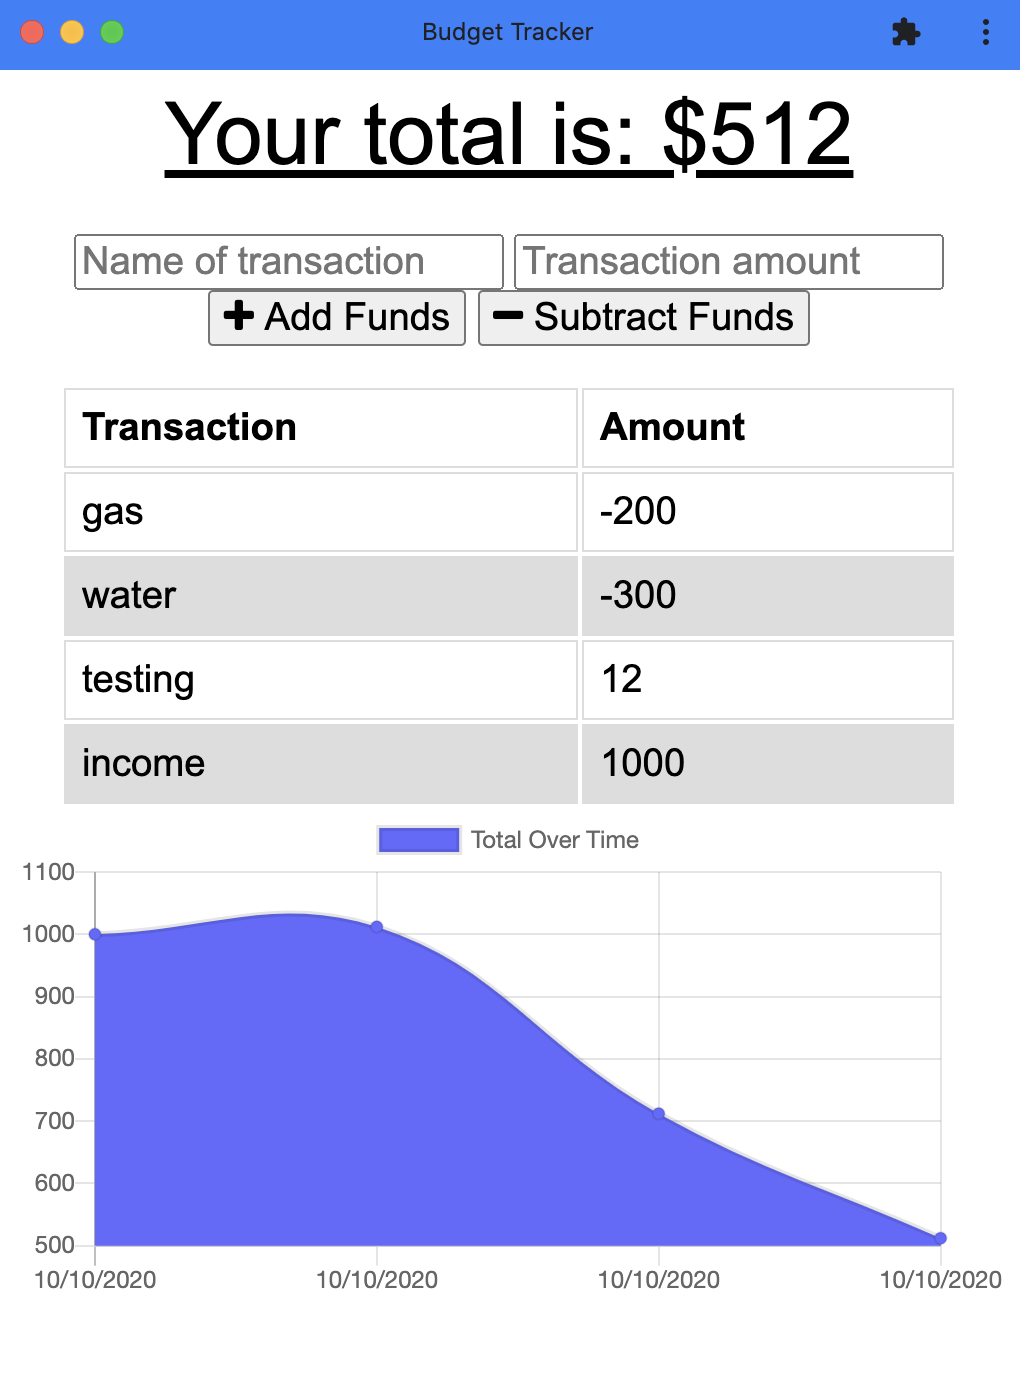 Budget Tracker
Your total is: $512
Name of transaction Transaction amount
Add Funds Subtract Funds
Transaction Amount
gas -200
water -300
testing 12
income 1000
Total Over Time
1100
1000
900
800
700
600
500
10/10/2020 10/10/2020 10/10/2020 10/10/2020